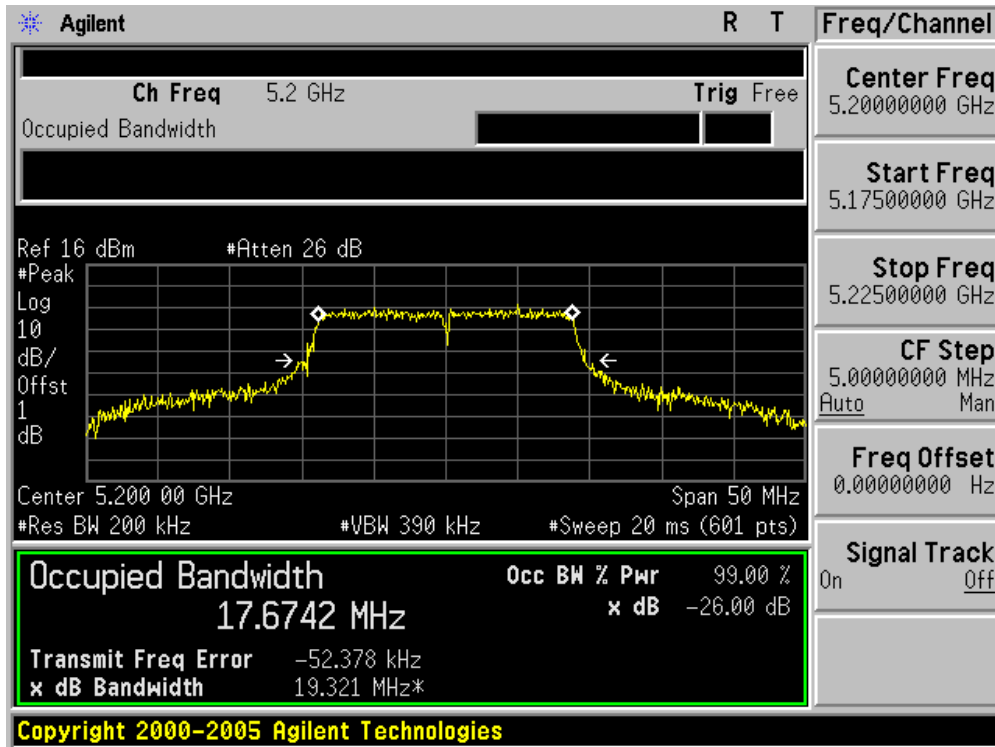 Agilent R T
Ch Freq 5.2 GHz Trig Free
Occupied Bandwidth
Ref 16 dBm #Atten 26 dB
#Peak
Log
10
dB/
Offst
1
dB
Center 5.200 00 GHz Span 50 MHz
#Res BW 200 kHz #VBW 390 kHz #Sweep 20 ms (601 pts)
Occupied Bandwidth
17.6742 MHz
Occ BW % Pwr 99.00 %
x dB -26.00 dB
Transmit Freq Error -52.378 kHz
x dB Bandwidth 19.321 MHz*
Copyright 2000-2005 Agilent Technologies
Freq/Channel
Center Freq
5.20000000 GHz
Start Freq
5.17500000 GHz
Stop Freq
5.22500000 GHz
CF Step
5.00000000 MHz
Auto Man
Freq Offset
0.00000000 Hz
Signal Track
On Off